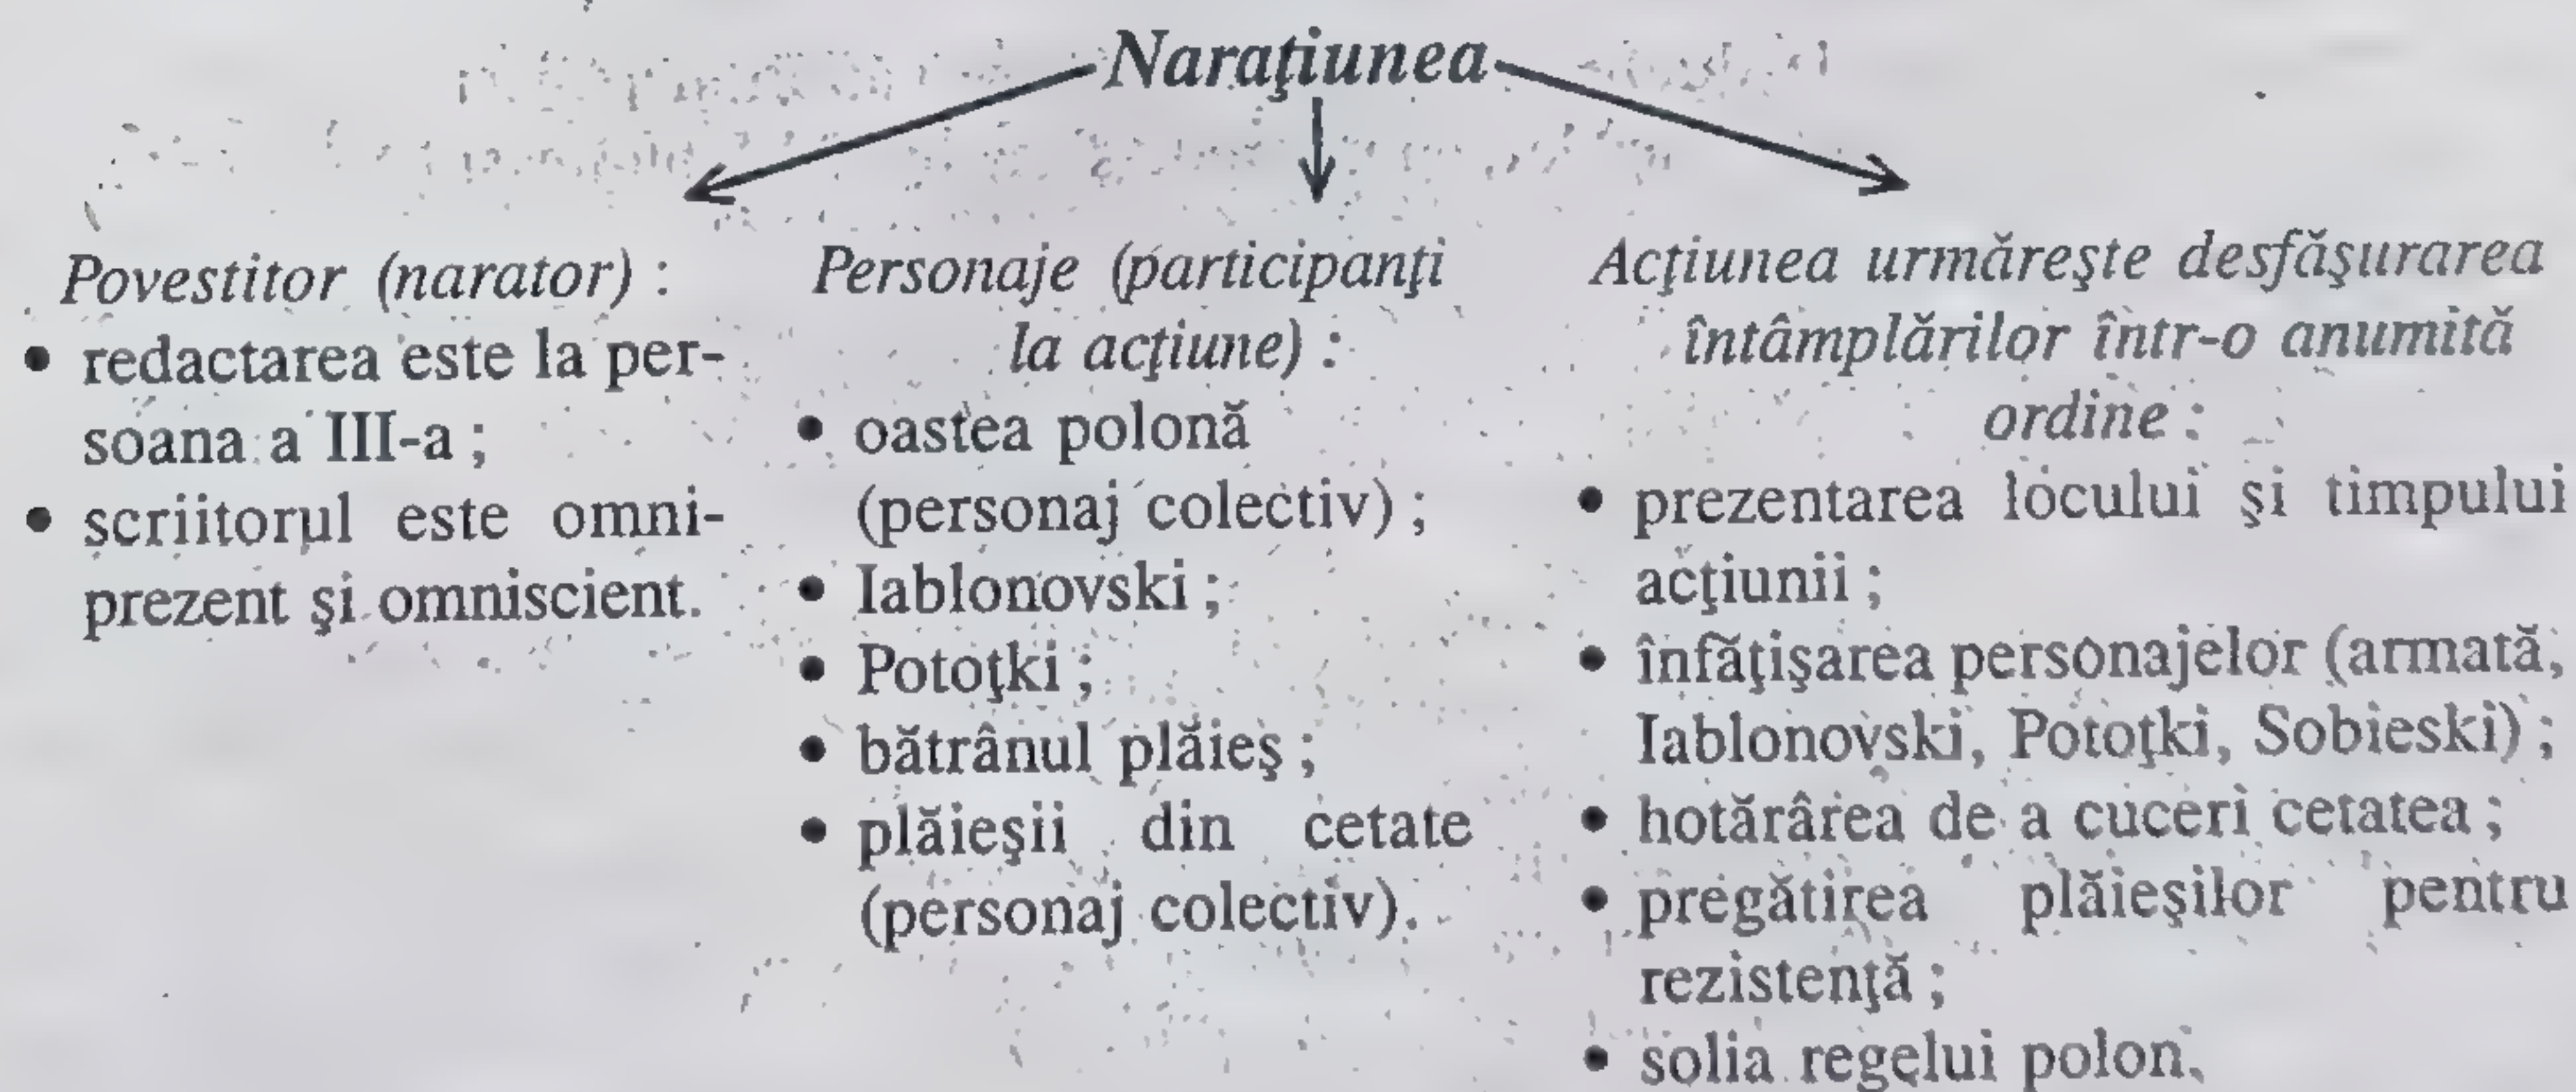 Naraţiunea
Povestitor (narator) :
• redactarea este la per-
soana a III-a ;
• scriitorul este omni-
prezent şi omniscient.
Personaje (participanţi
la acţiune) :
• oastea polonă
(personaj colectiv) ;
• Iablonovski ;
• Potoţki ;
• bătrânul plăieş ;
• plăieşii din cetate
(personaj colectiv).
Acţiunea urmăreşte desfăşurarea
întâmplărilor într-o anumită
ordine :
• prezentarea locului şi timpului
acţiunii ;
• înfăţişarea personajelor (armată,
Iablonovski, Potoţki, Sobieski) ;
• hotărârea de a cuceri cetatea ;
• pregătirea plăieşilor pentru
rezistenţă ;
• solia regelui polon.